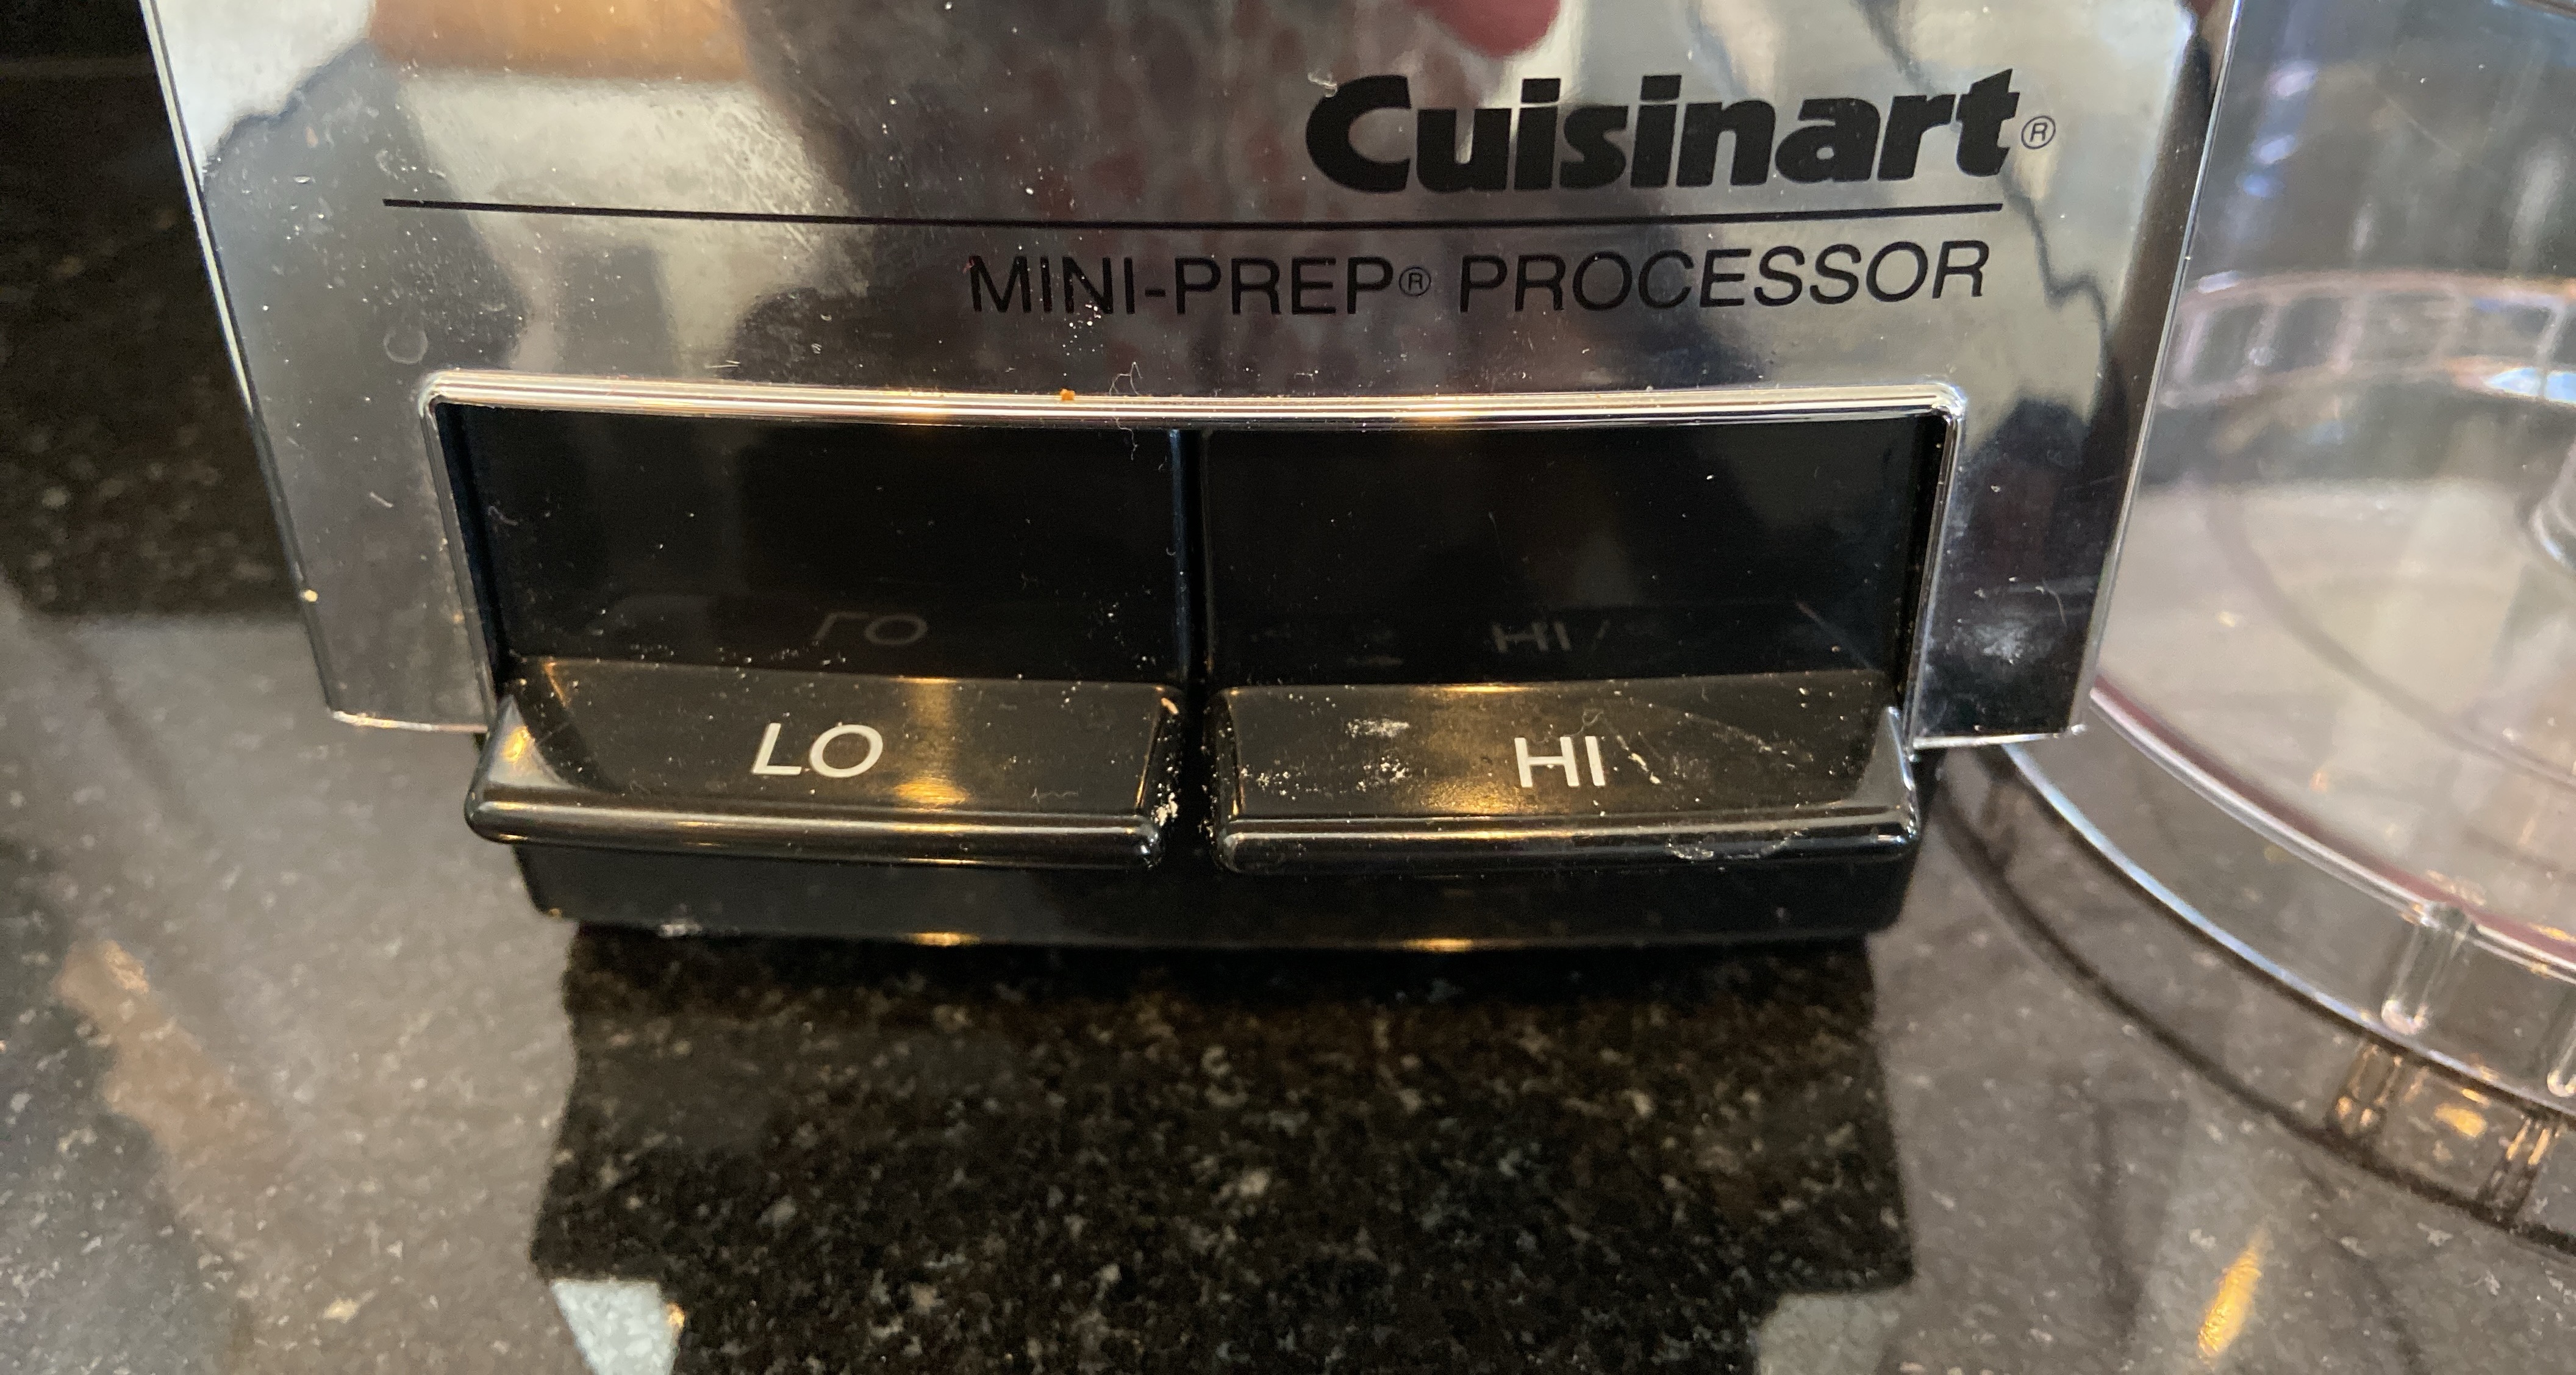 Cuisinart®
MINI-PREP® PROCESSOR
LO HI